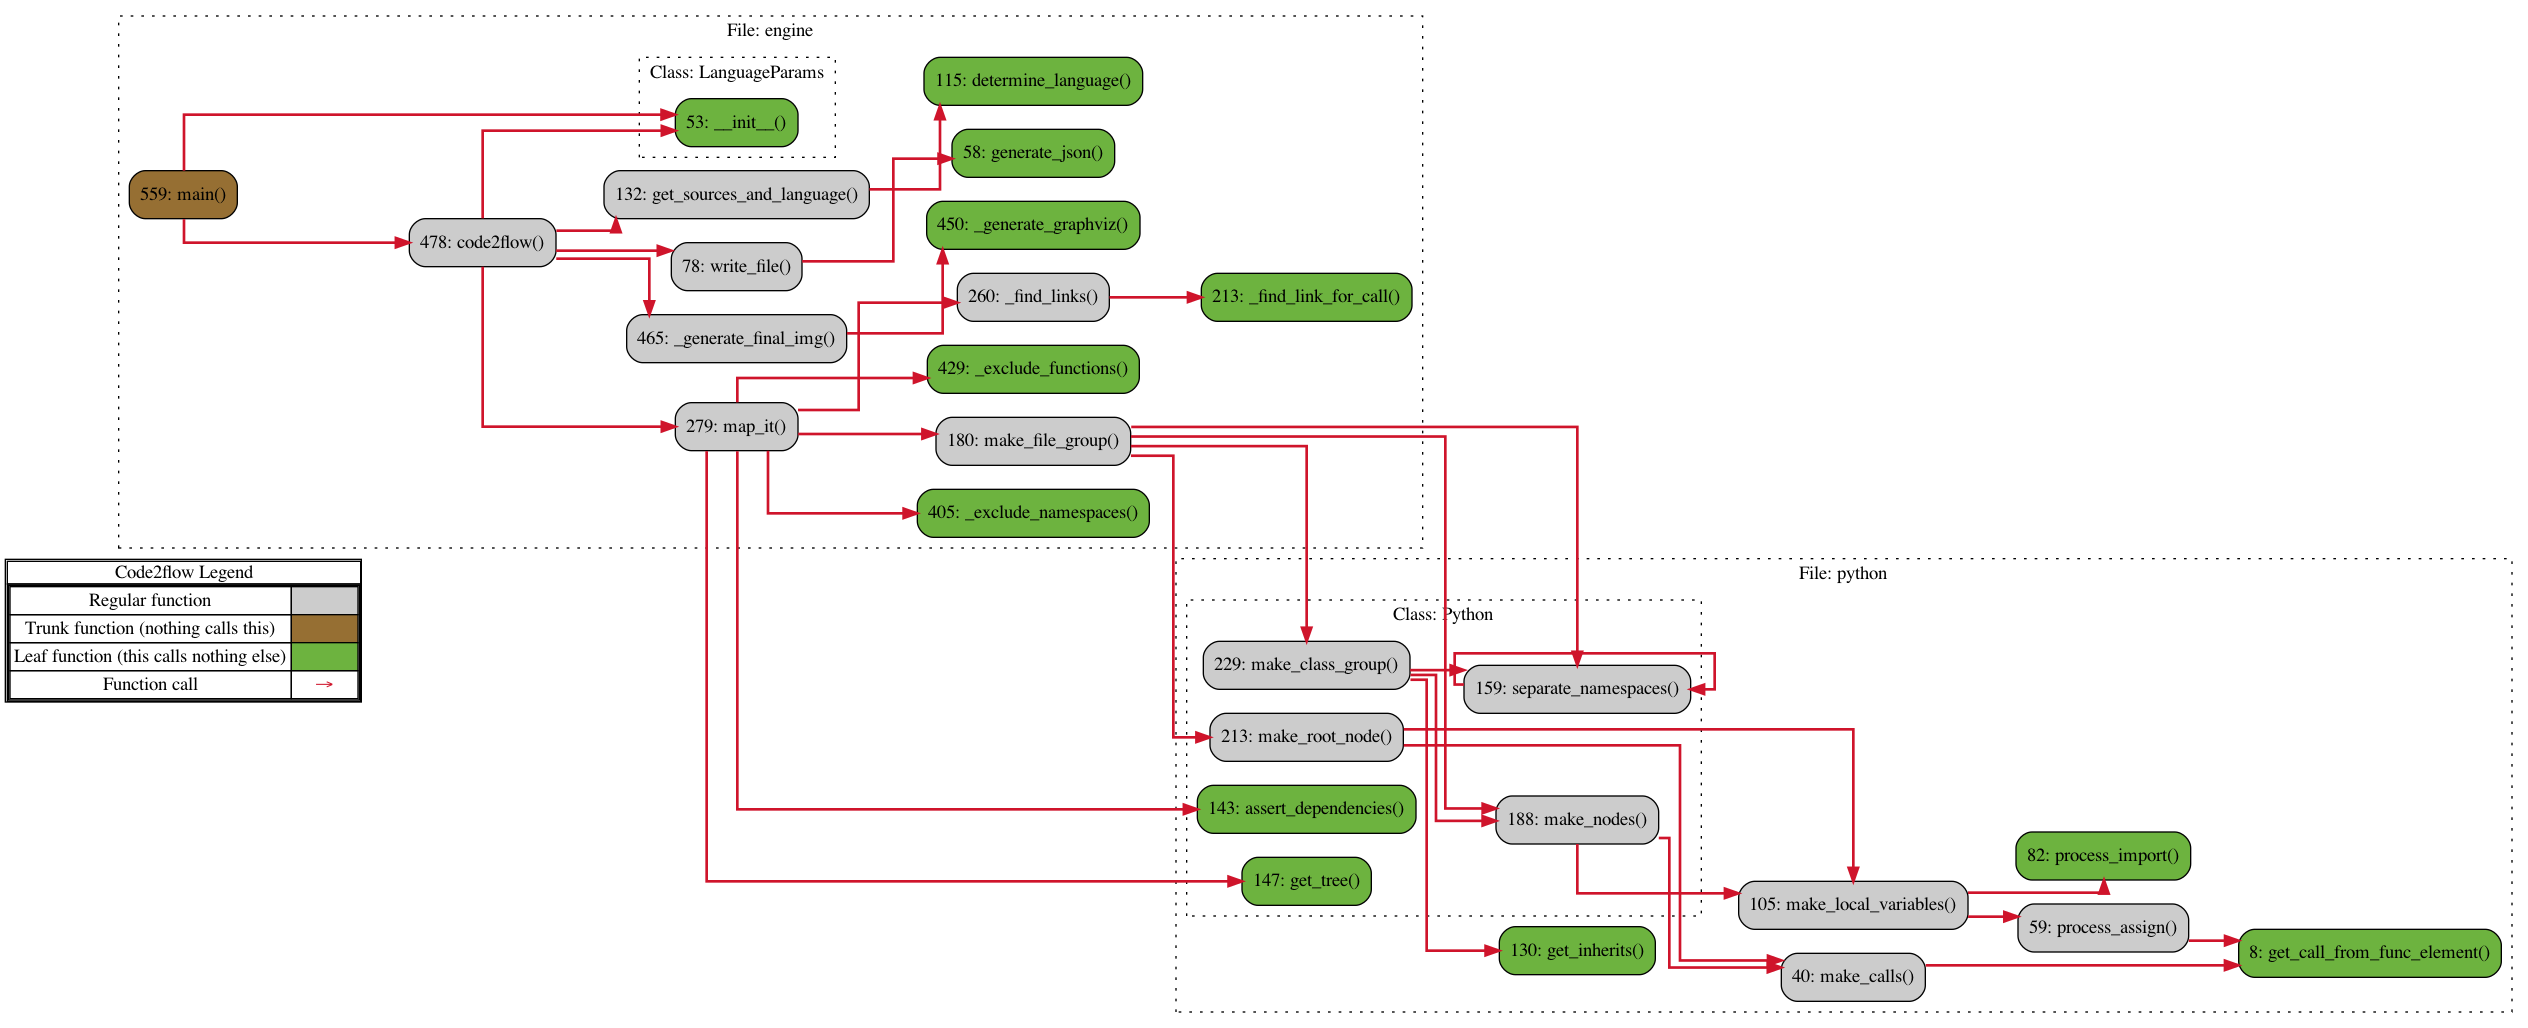 File: engine
Class: LanguageParams
53: __init__()
115: determine_language()
58: generate_json()
559: main()
132: get_sources_and_language()
450: _generate_graphviz()
478: code2flow()
78: write_file()
260: _find_links()
213: _find_link_for_call()
465: _generate_final_img()
429: _exclude_functions()
279: map_it()
180: make_file_group()
405: _exclude_namespaces()
Code2flow Legend
Regular function
Trunk function (nothing calls this)
Leaf function (this calls nothing else)
Function call
File: python
Class: Python
229: make_class_group()
159: separate_namespaces()
213: make_root_node()
143: assert_dependencies()
188: make_nodes()
147: get_tree()
82: process_import()
105: make_local_variables()
59: process_assign()
130: get_inherits()
8: get_call_from_func_element()
40: make_calls()